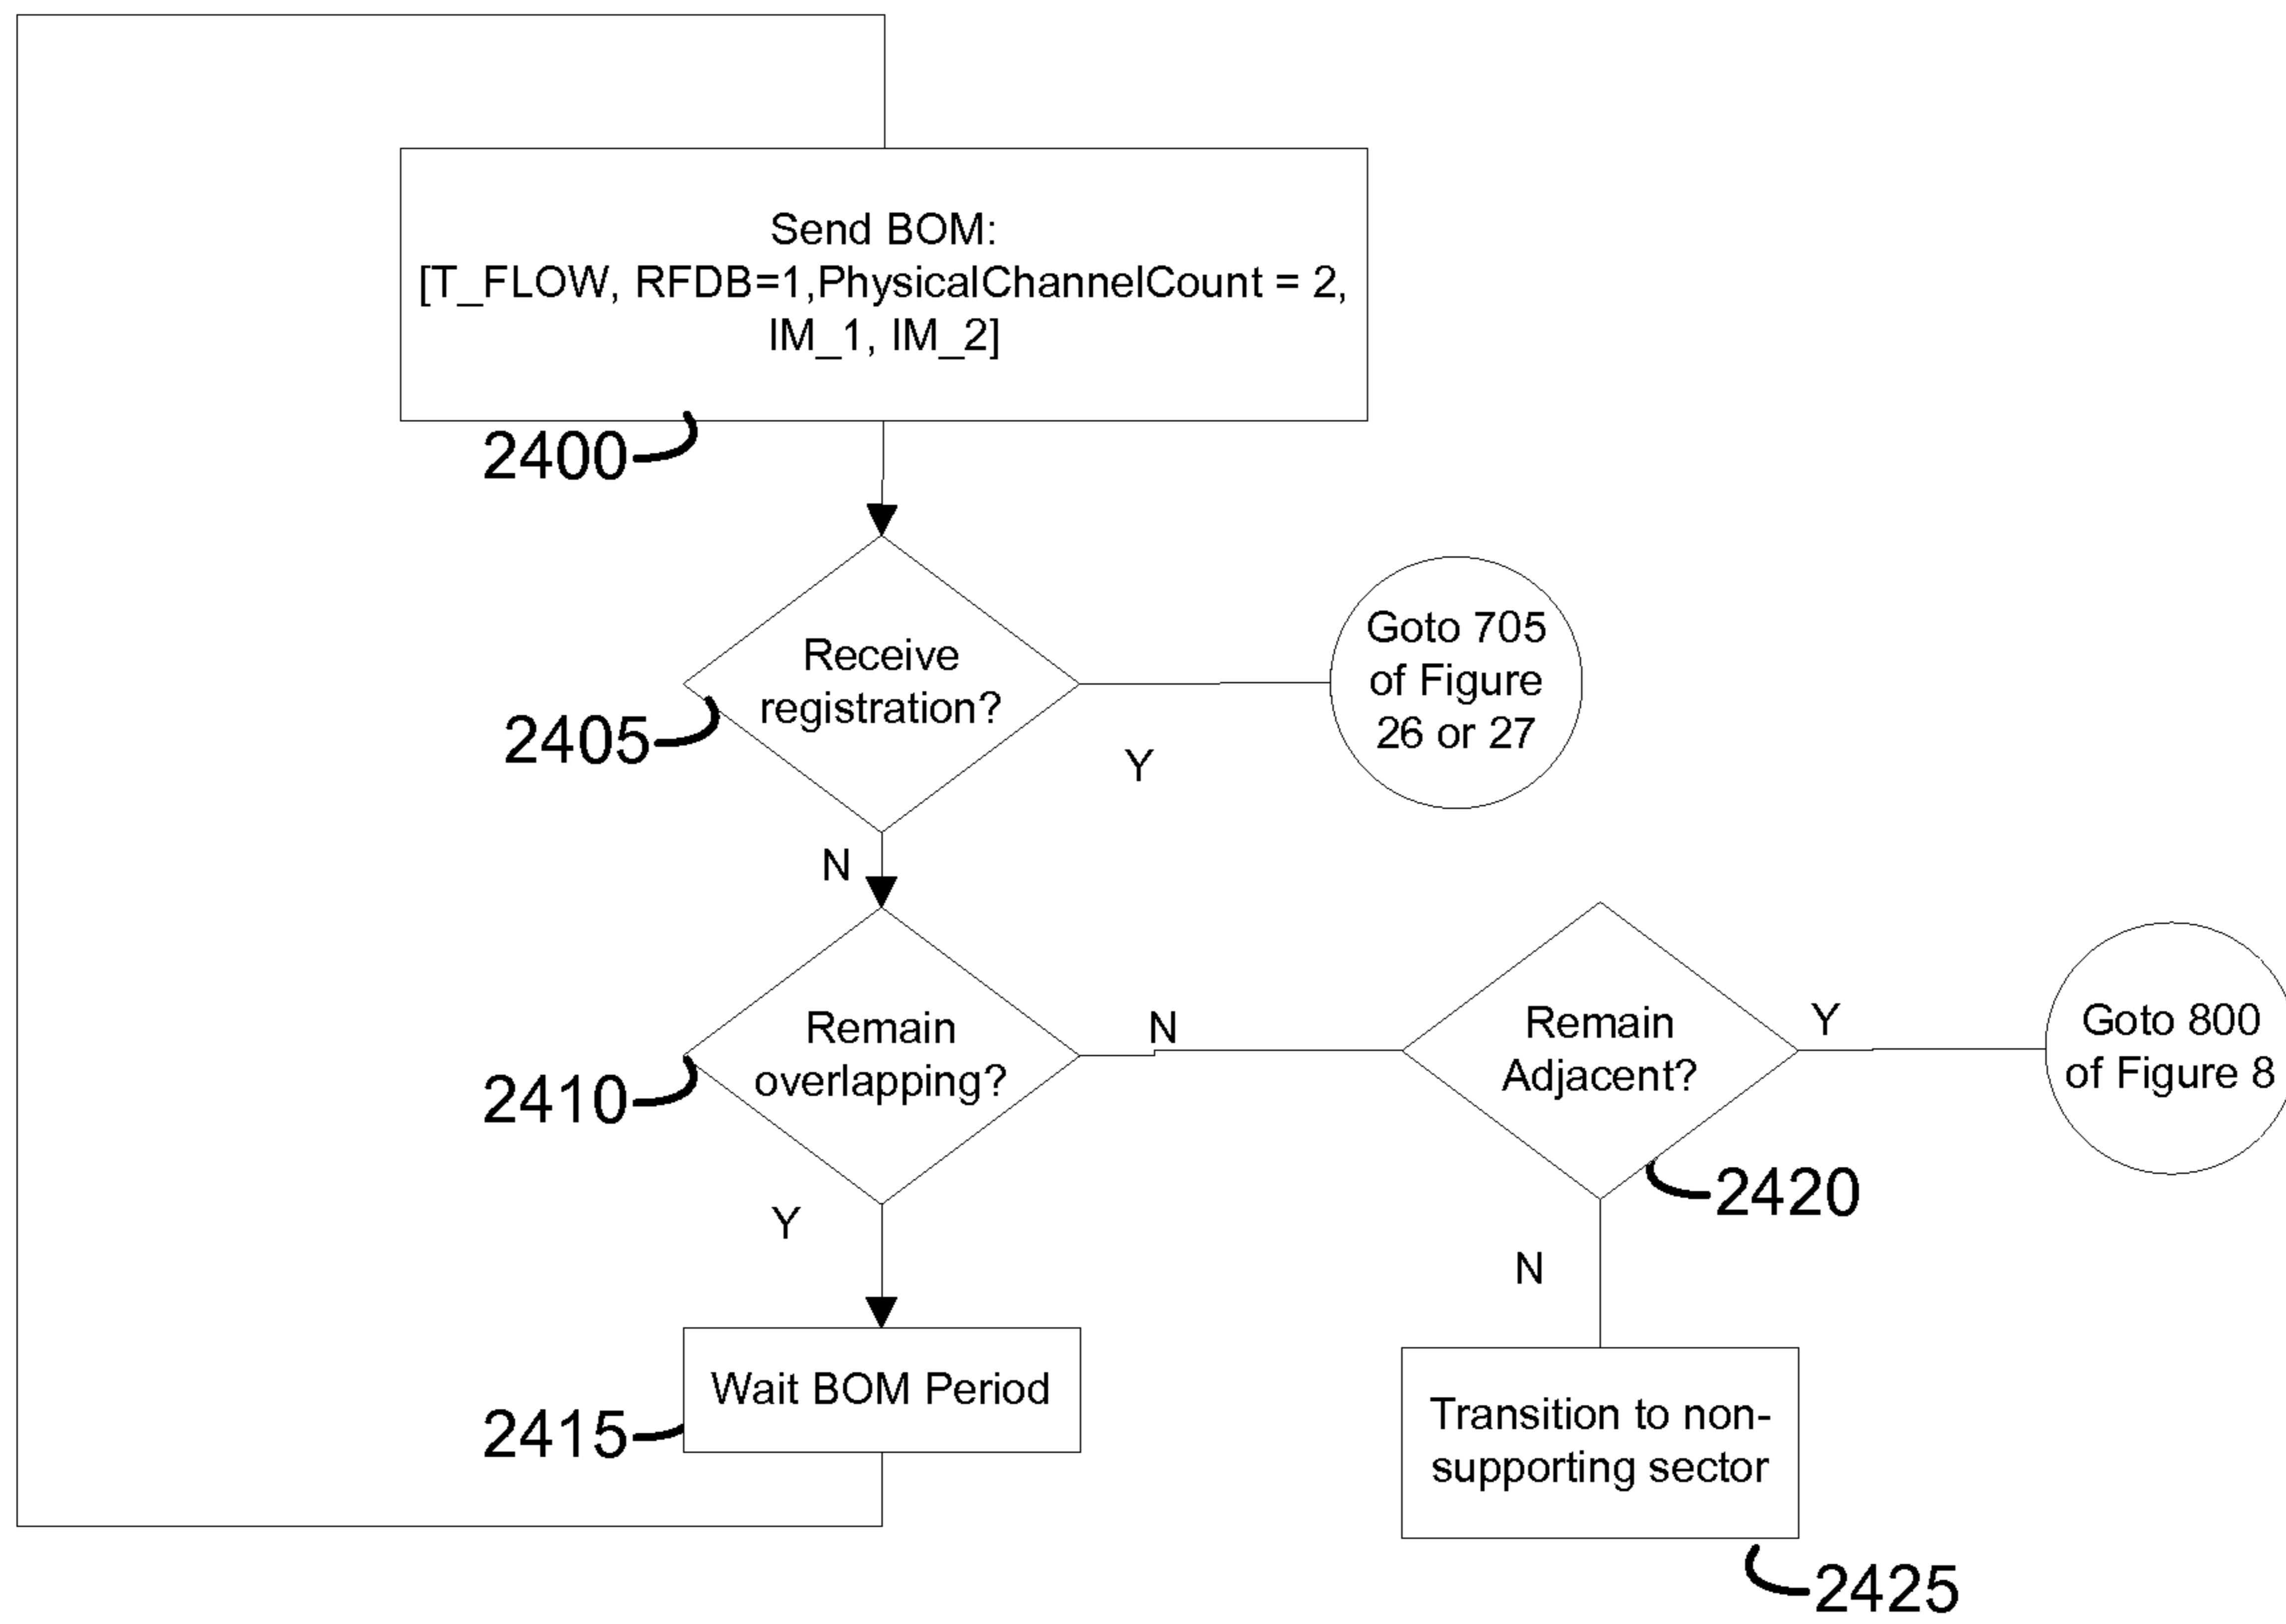 Send BOM:
[T_FLOW, RFDB=1,PhysicalChannelCount = 2,
IM_1, IM_2]
2400
Receive
registration?
2405
Y
Goto 705
of Figure
26 or 27
N
Remain
overlapping?
2410
N
Remain
Adjacent?
2420
Y
Goto 800
of Figure 8
Y
Wait BOM Period
2415
N
Transition to non-
supporting sector
2425